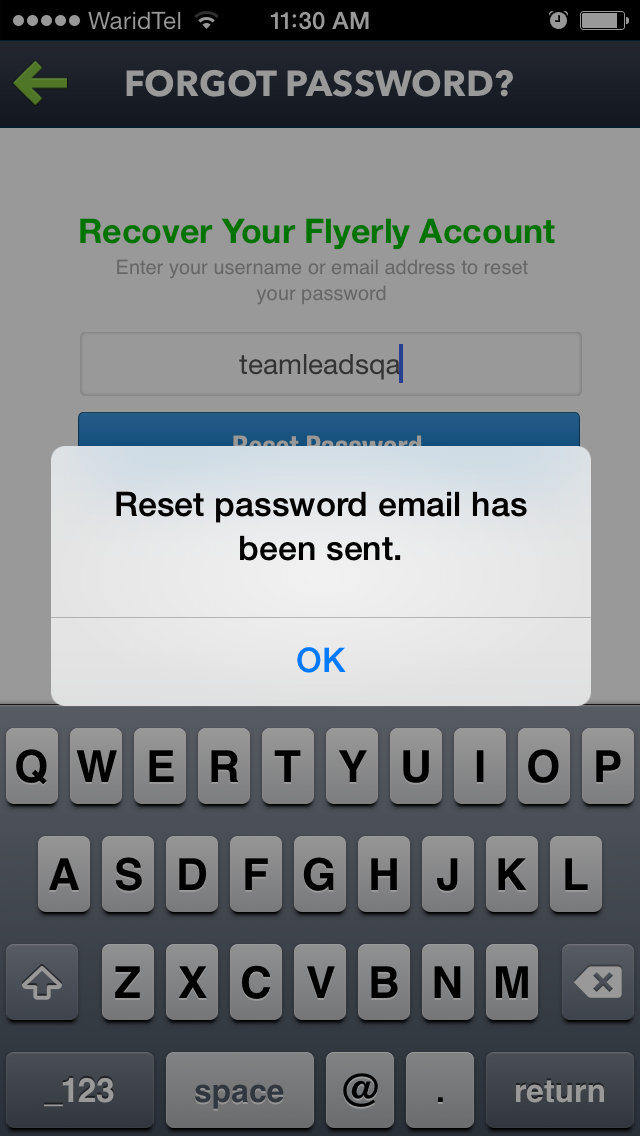 WaridTel 11:30 AM
FORGOT PASSWORD?
Recover Your Flyerly Account
Enter your username or email address to reset
your password
teamleadsqa
Reset Password
Reset password email has
been sent.
OK
Q W E R T Y U I O P
A S D F G H J K L
Z X C V B N M
_123 space @ . return